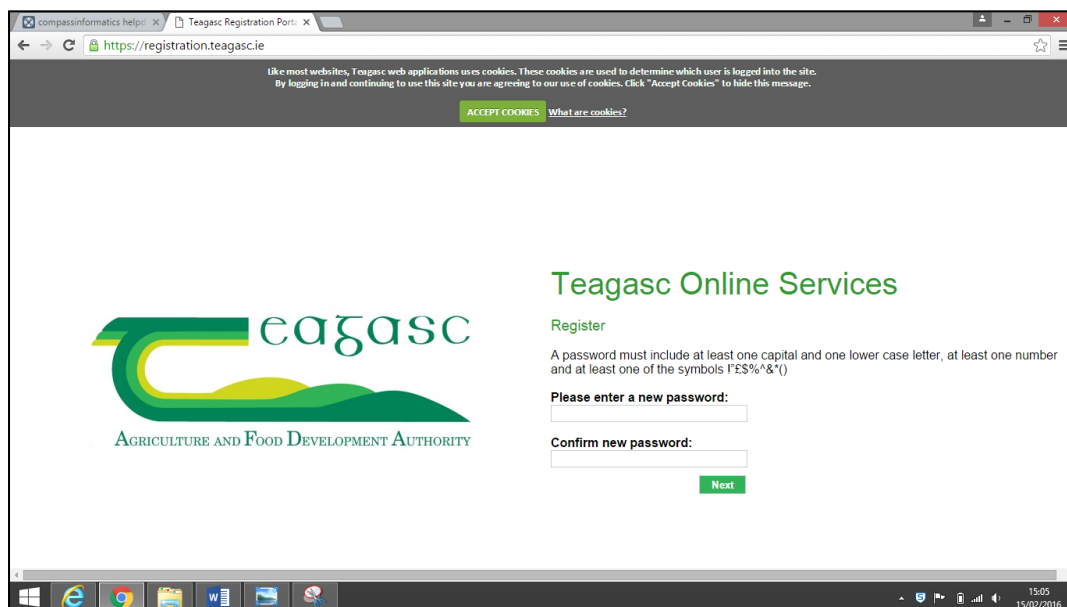 compassinformatics helpd
Teagasc Registration Porta
https://registration.teagasc.ie
Like most websites, Teagasc web applications uses cookies. These cookies are used to determine which user is logged into the site.
By logging in and continuing to use this site you are agreeing to our use of cookies. Click "Accept Cookies" to hide this message.
ACCEPT COOKIES What are cookies?
Teagasc Online Services
eagasc
Register
A password must include at least one capital and one lower case letter, at least one number
and at least one of the symbols !"£$%^&*()
Please enter a new password:
AGRICULTURE AND FOOD DEVELOPMENT AUTHORITY
Confirm new password:
Next
15:05
15/02/2016